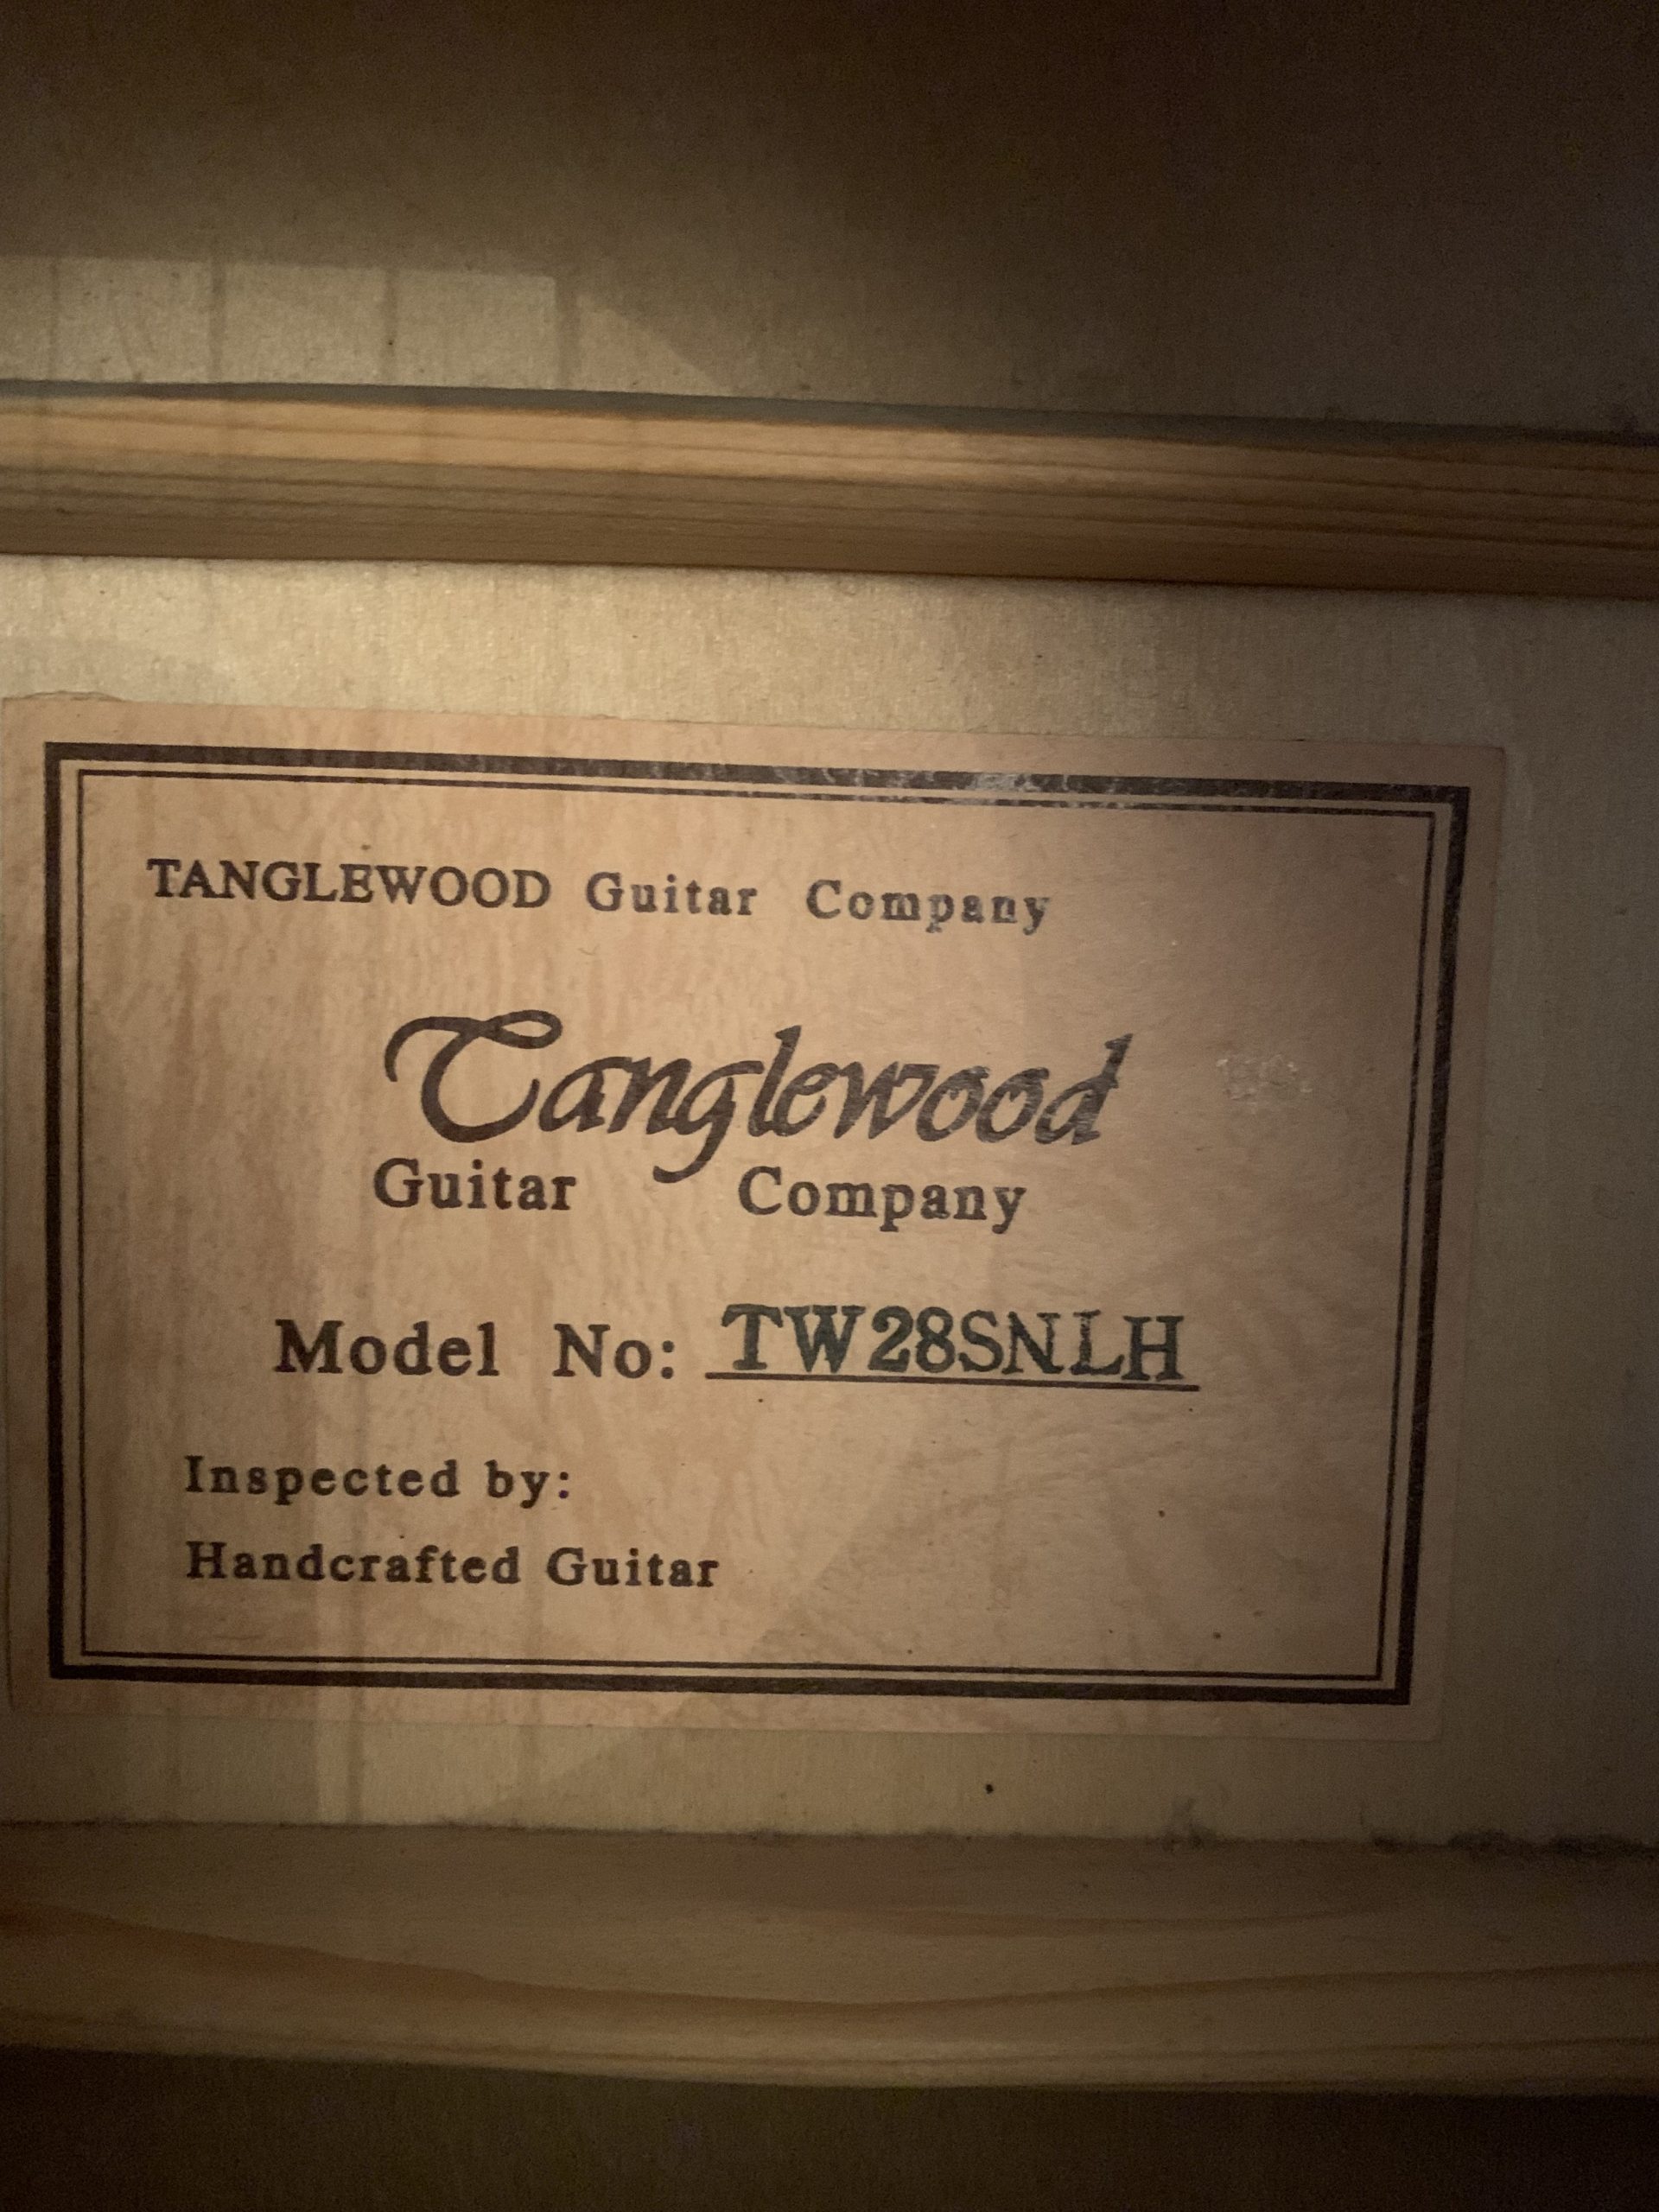 TANGLEWOOD Guitar Company
Tanglewood
Guitar Company
Model No: TW28SNLH
Inspected by:
Handcrafted Guitar